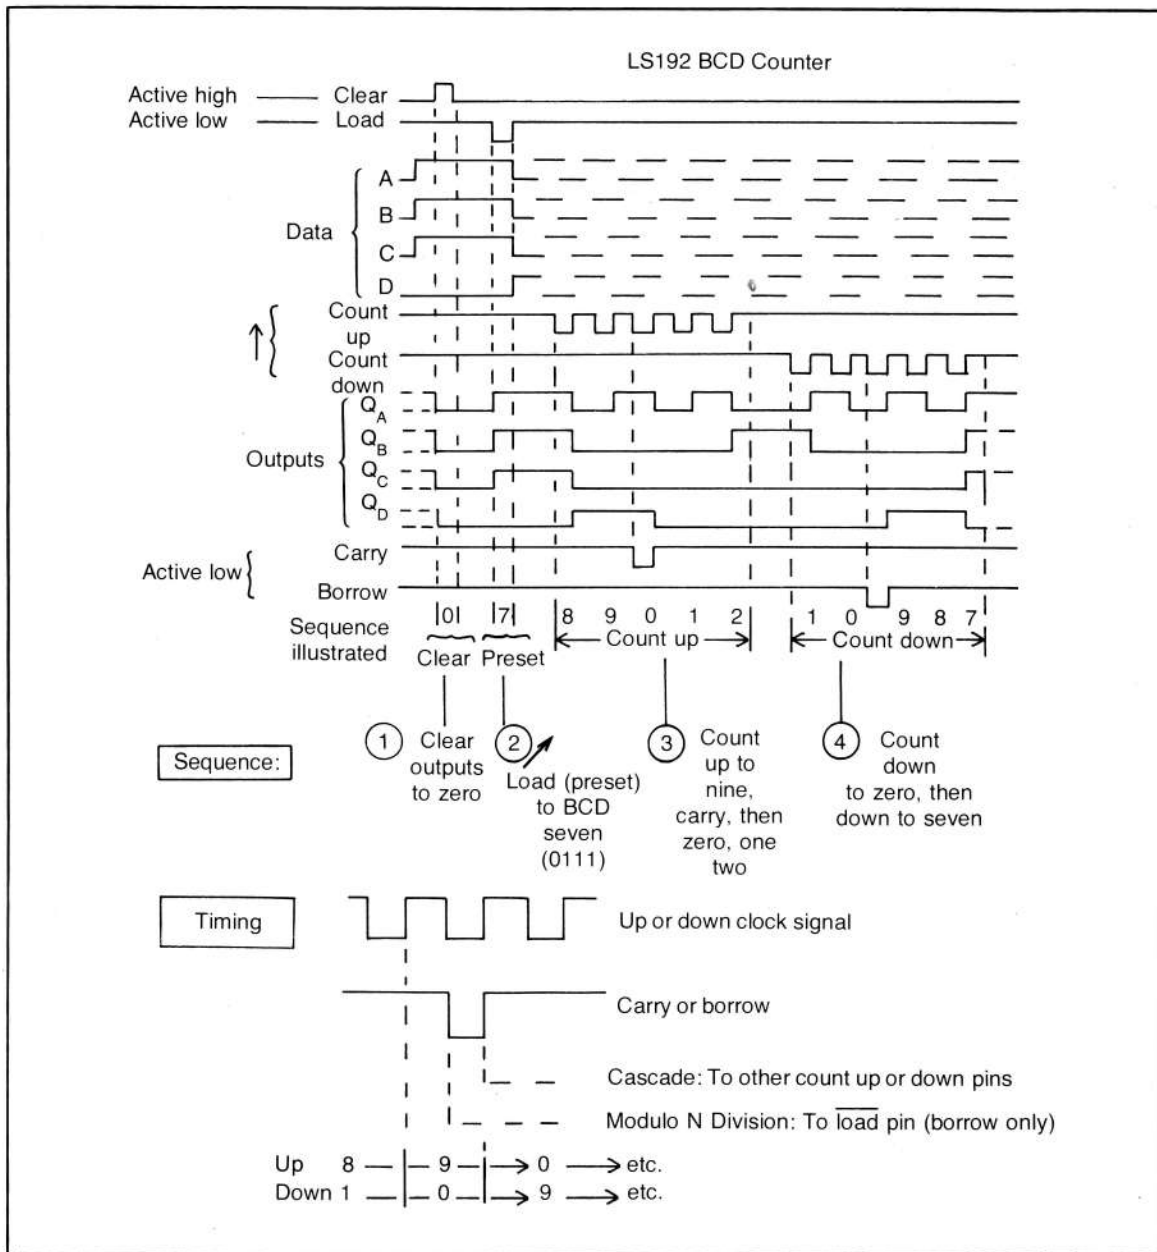 LS192 BCD Counter
Active high Clear
Active low Load
Data
A
B
C
D
Count
up
Count
down
Outputs
QA
QB
QC
QD
Active low
Carry
Borrow
Sequence
illustrated
0 7 8 9 0 1 2 1 0 9 8 7
Clear Preset Count up Count down
Sequence:
1 Clear
outputs
to zero
2 Load (preset)
to BCD
seven
(0111)
3 Count
up to
nine,
carry, then
zero, one
two
4 Count
down
to zero, then
down to seven
Timing
Up or down clock signal
Carry or borrow
Cascade: To other count up or down pins
Modulo N Division: To load pin (borrow only)
Up 8 9 0 etc.
Down 1 0 9 etc.